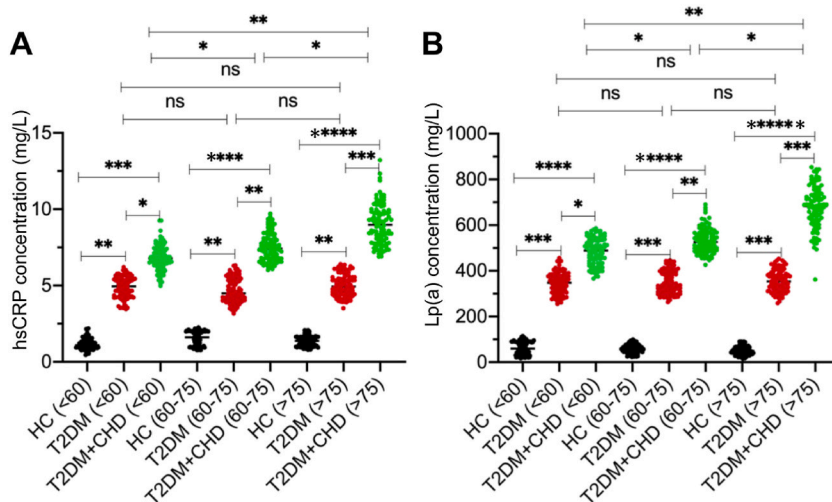 A
**
*
*
ns
ns
ns
hsCRP concentration (mg/L)
15
10
5
0
***
*
**
*****
**
**
******
***
**
HC (<60)
T2DM (<60)
T2DM+CHD (<60)
HC (60-75)
T2DM (60-75)
T2DM+CHD (60-75)
HC (>75)
T2DM (>75)
T2DM+CHD (>75)
B
**
*
*
ns
ns
ns
Lp(a) concentration (mg/L)
1000
800
600
400
200
0
****
*
***
******
**
***
*******
***
***
HC (<60)
T2DM (<60)
T2DM+CHD (<60)
HC (60-75)
T2DM (60-75)
T2DM+CHD (60-75)
HC (>75)
T2DM (>75)
T2DM+CHD (>75)